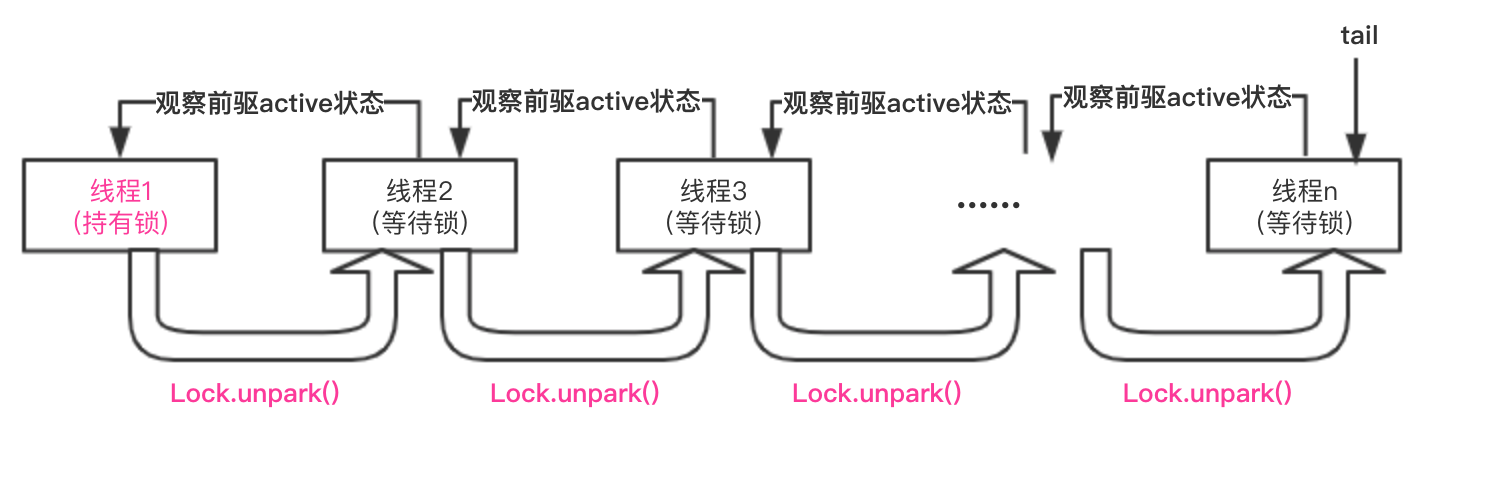 tail
观察前驱active状态
观察前驱active状态
观察前驱active状态
观察前驱active状态
线程1
(持有锁)
线程2
(等待锁)
线程3
(等待锁)
......
线程n
(等待锁)
Lock.unpark()
Lock.unpark()
Lock.unpark()
Lock.unpark()